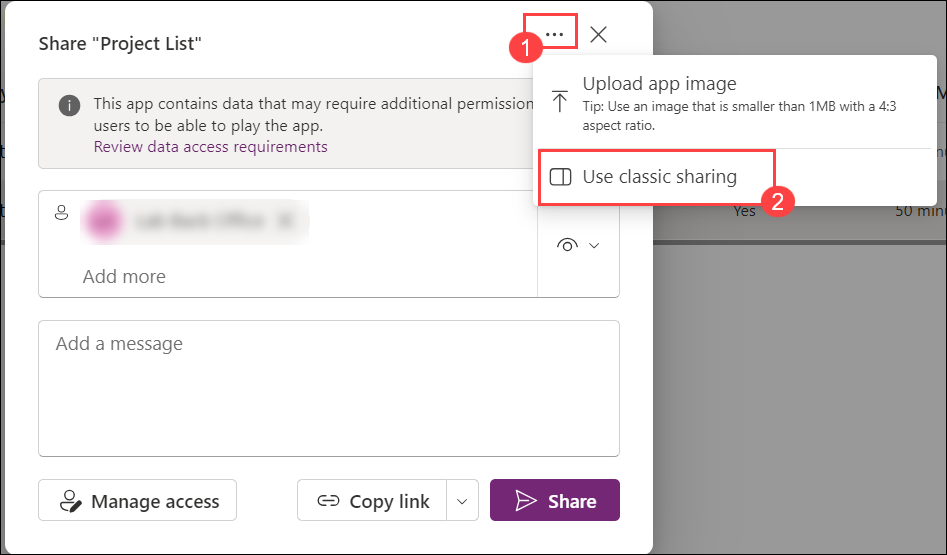 Share "Project List"
1
...
Upload app image
Tip: Use an image that is smaller than 1MB with a 4:3
aspect ratio.
Use classic sharing
2
This app contains data that may require additional permission
users to be able to play the app.
Review data access requirements
Add more
Yes
50 minu
Add a message
Manage access
Copy link
Share